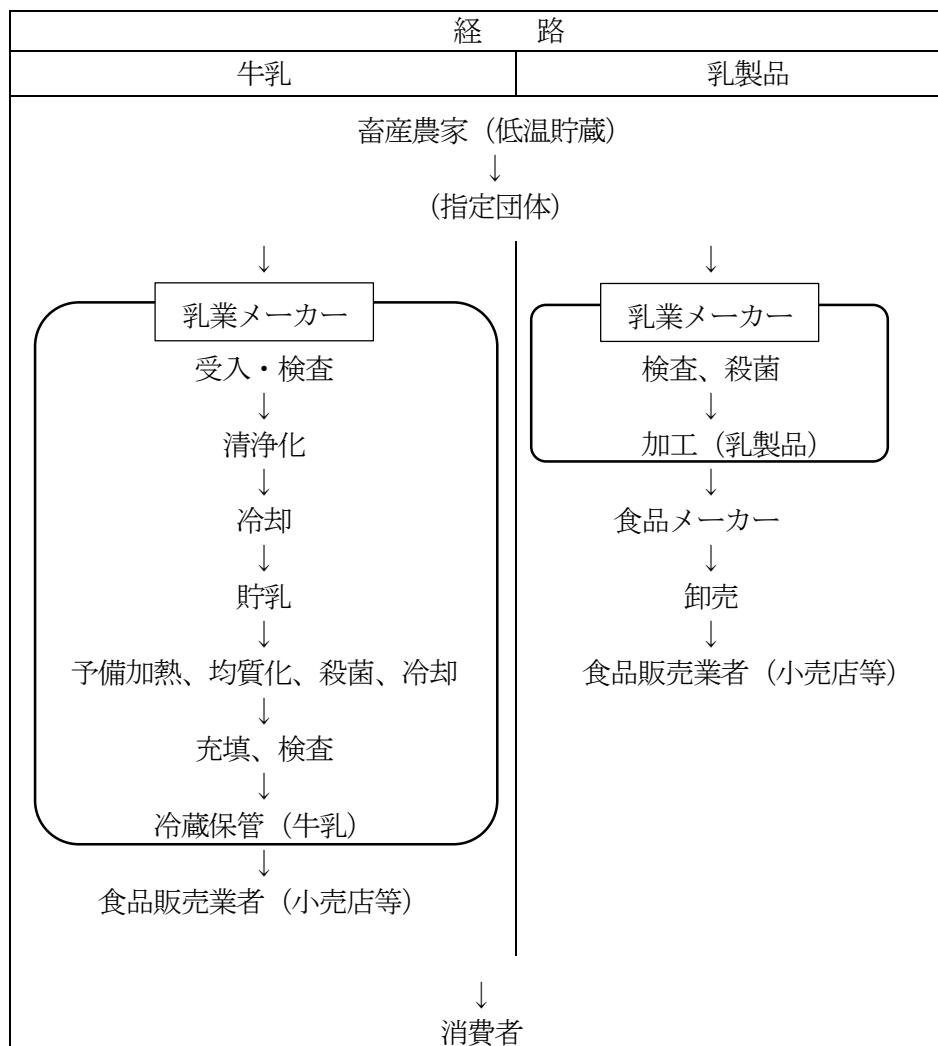 経　　路
牛乳
乳製品
畜産農家（低温貯蔵）
↓
（指定団体）
↓
乳業メーカー
受入・検査
↓
清浄化
↓
冷却
↓
貯乳
↓
予備加熱、均質化、殺菌、冷却
↓
充填、検査
↓
冷蔵保管（牛乳）
↓
食品販売業者（小売店等）
↓
乳業メーカー
検査、殺菌
↓
加工（乳製品）
↓
食品メーカー
↓
卸売
↓
食品販売業者（小売店等）
↓
消費者